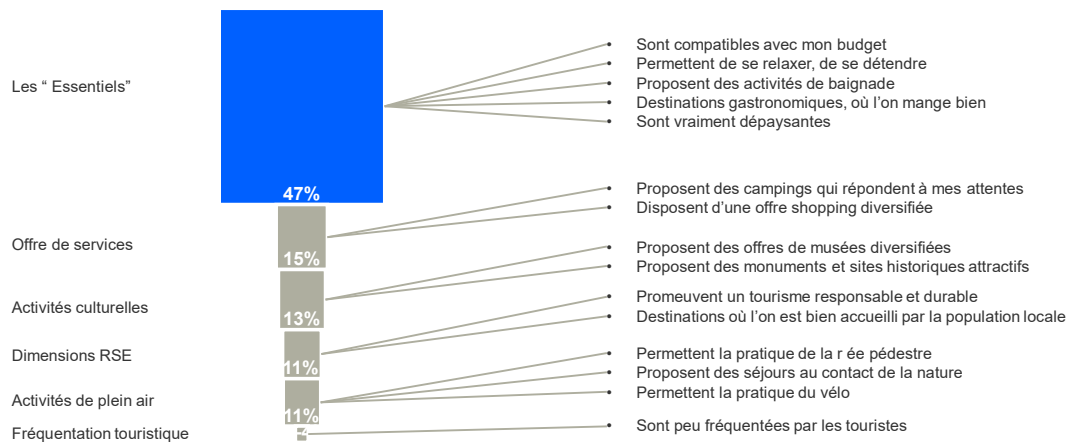 Les “ Essentiels”
47%
Sont compatibles avec mon budget
Permettent de se relaxer, de se détendre
Proposent des activités de baignade
Destinations gastronomiques, où l’on mange bien
Sont vraiment dépaysantes
Offre de services
15%
Proposent des campings qui répondent à mes attentes
Disposent d’une offre shopping diversifiée
Activités culturelles
13%
Proposent des offres de musées diversifiées
Proposent des monuments et sites historiques attractifs
Dimensions RSE
11%
Promeuvent un tourisme responsable et durable
Destinations où l’on est bien accueilli par la population locale
Activités de plein air
11%
Permettent la pratique de la r ée pédestre
Proposent des séjours au contact de la nature
Permettent la pratique du vélo
Fréquentation touristique
Sont peu fréquentées par les touristes